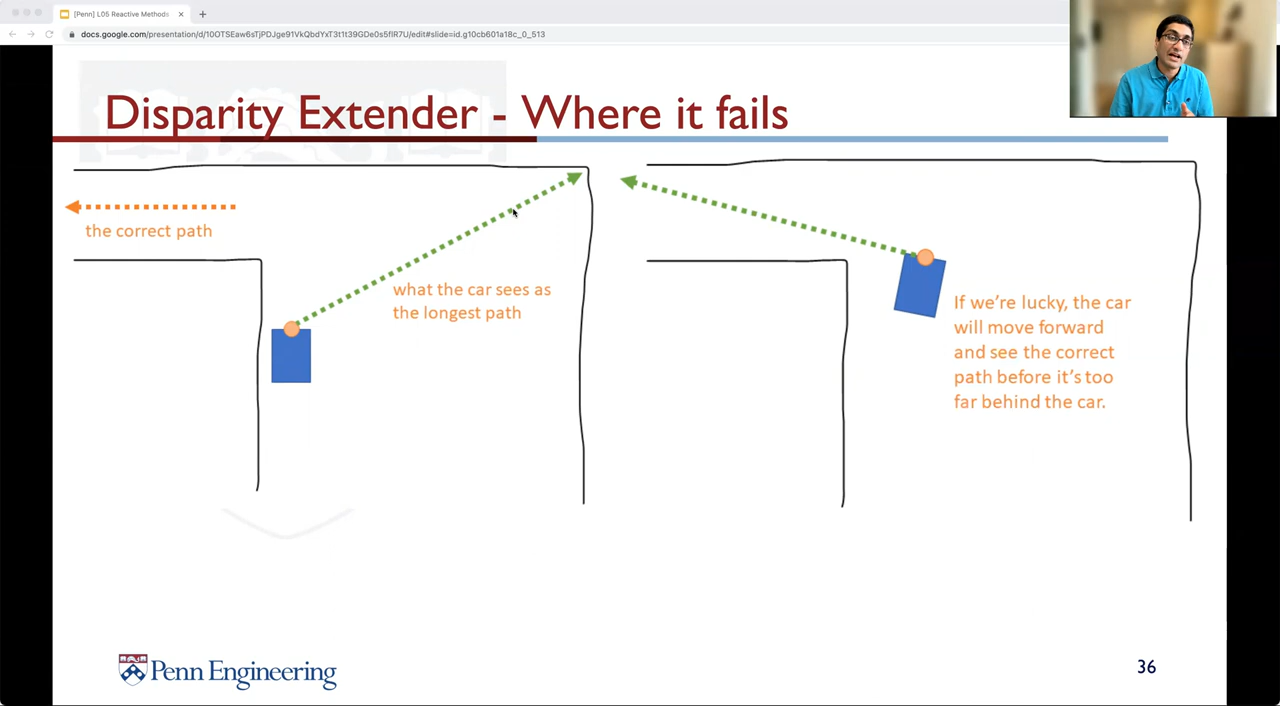 [Penn] L05 Reactive Methods
docs.google.com/presentation/d/10OTSEaw6sTjPDJge91VkQbdYxT3t1t39GDe0s5fIR7U/edit#slide=id.g10cb601a18c_0_513
Disparity Extender - Where it fails
the correct path
what the car sees as
the longest path
If we're lucky, the car
will move forward
and see the correct
path before it's too
far behind the car.
Penn Engineering
36